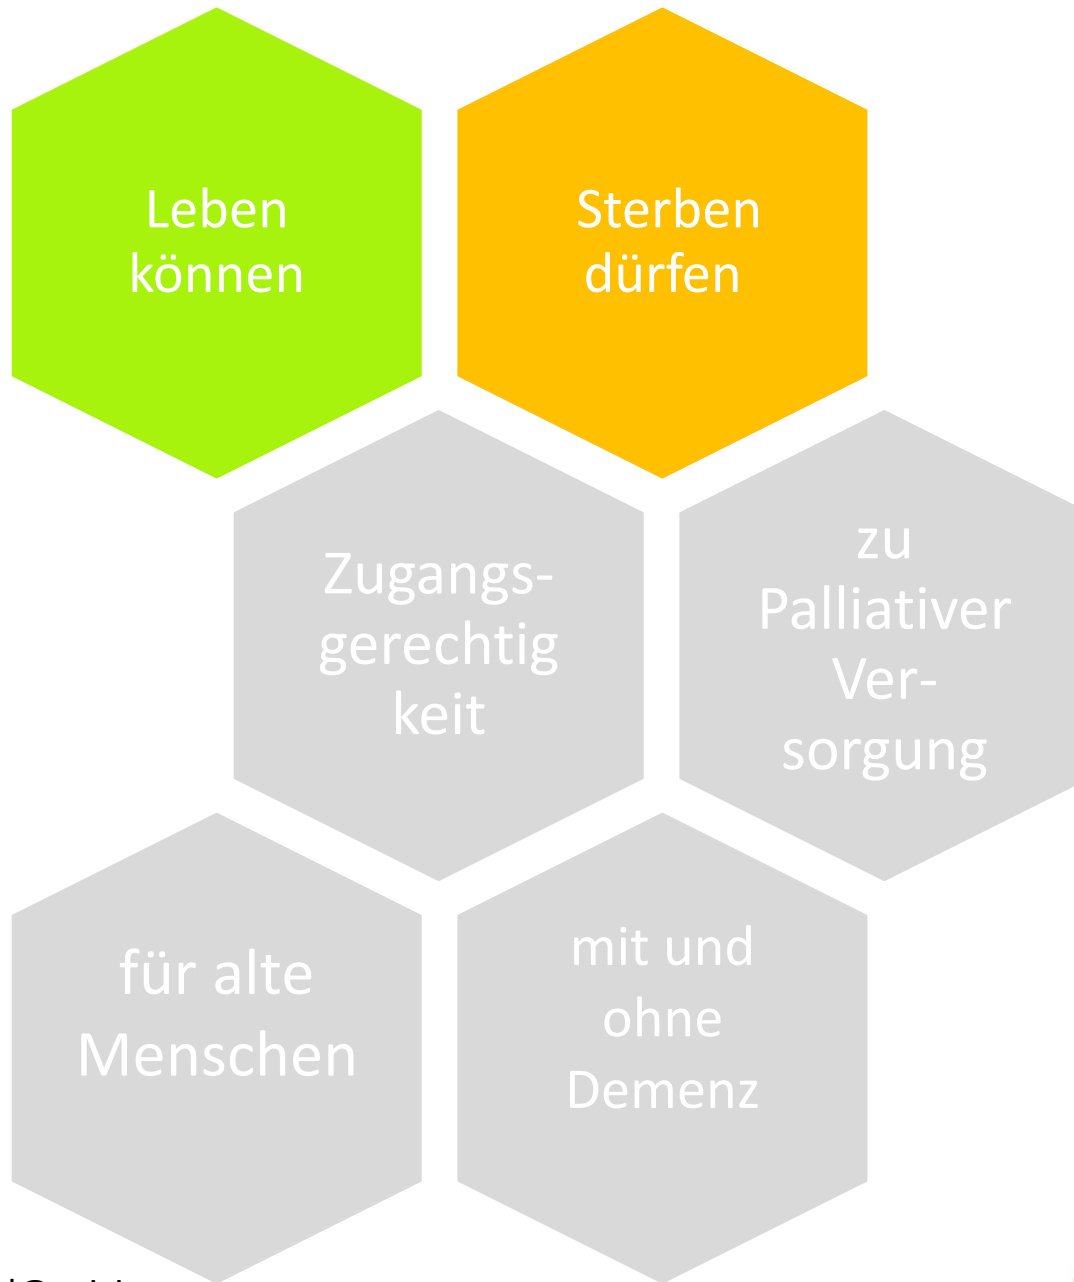 Leben
können
Sterben
dürfen
Zugangs-
gerechtig
keit
zu
Palliativer
Ver-
sorgung
für alte
Menschen
mit und
ohne
Demenz